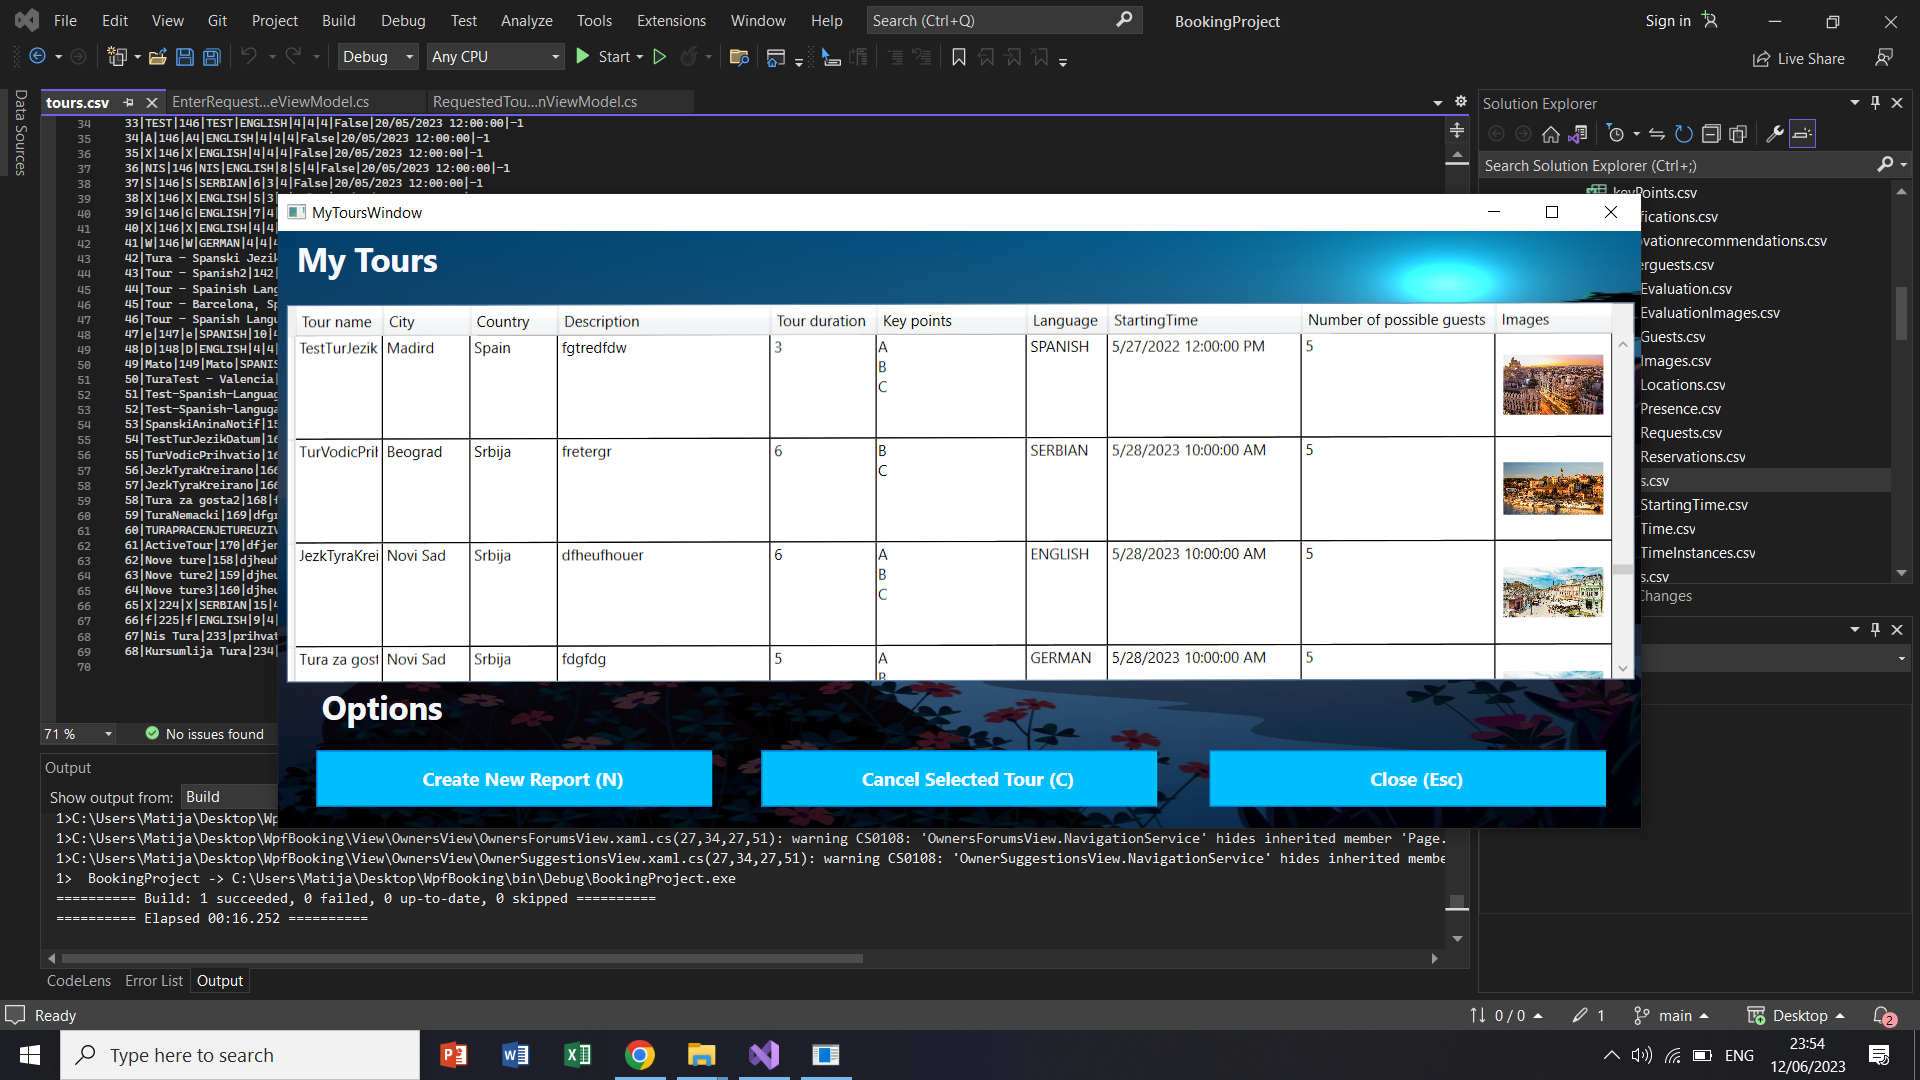 File Edit View Git Project Build Debug Test Analyze Tools Extensions Window Help Search (Ctrl+Q) BookingProject Sign in
Debug Any CPU Start Live Share
Data Sources
tours.csv EnterRequest...eViewModel.cs RequestedTou...nViewModel.cs
34 33|TEST|146|TEST|ENGLISH|4|4|4|False|20/05/2023 12:00:00|-1
35 34|A|146|A4|ENGLISH|4|4|4|False|20/05/2023 12:00:00|-1
36 35|X|146|X|ENGLISH|4|4|4|False|20/05/2023 12:00:00|-1
37 36|NIS|146|NIS|ENGLISH|8|5|4|False|20/05/2023 12:00:00|-1
38 37|S|146|S|SERBIAN|6|3|4|False|20/05/2023 12:00:00|-1
39 38|X|146|X|ENGLISH|5|3|
40 39|G|146|G|ENGLISH|7|4|
41 40|X|146|X|ENGLISH|4|4|
42 41|W|146|W|GERMAN|4|4|4
43 42|Tura - Spanski Jezik
44 43|Tour - Spanish2|142|
45 44|Tour - Spainish Lang
46 45|Tour - Barcelona, Sp
47 46|Tour - Spanish Langu
48 47|e|147|e|SPANISH|10|4
49 48|D|148|D|ENGLISH|4|4|
50 49|Mato|149|Mato|SPANIS
51 50|TuraTest - Valencia|
52 51|Test-Spanish-Languag
53 52|Test-Spanish-languga
54 53|SpanskiAninaNotif|15
55 54|TestTurJezikDatum|16
56 55|TurVodicPrihvatio|16
57 56|JezkTyraKreirano|166
58 57|JezkTyraKreirano|166
59 58|Tura za gosta2|168|f
60 59|TuraNemacki|169|dfgr
61 60|TURAPRACENJETUREUZIV
62 61|ActiveTour|170|dfjen
63 62|Nove ture|158|djheuh
64 63|Nove ture2|159|djheu
65 64|Nove ture3|160|djheu
66 65|X|224|X|SERBIAN|15|4
67 66|f|225|f|ENGLISH|9|4|
68 67|Nis Tura|233|prihvat
69 68|Kursumlija Tura|234|
70
71 % No issues found
MyToursWindow
My Tours
Tour name City Country Description Tour duration Key points Language StartingTime Number of possible guests Images
TestTurJezik Madird Spain fgtredfdw 3 A SPANISH 5/27/2022 12:00:00 PM 5
B
C
TurVodicPril Beograd Srbija fretergr 6 B SERBIAN 5/28/2023 10:00:00 AM 5
C
JezkTyraKrei Novi Sad Srbija dfheufhouer 6 A ENGLISH 5/28/2023 10:00:00 AM 5
B
C
Tura za gost Novi Sad Srbija fdgfdg 5 A GERMAN 5/28/2023 10:00:00 AM 5
B
Options
Create New Report (N) Cancel Selected Tour (C) Close (Esc)
Solution Explorer
Search Solution Explorer (Ctrl+;)
keyPoints.csv
fications.csv
vationrecommendations.csv
erguests.csv
Evaluation.csv
EvaluationImages.csv
Guests.csv
Images.csv
Locations.csv
Presence.csv
Requests.csv
Reservations.csv
s.csv
StartingTime.csv
Time.csv
TimeInstances.csv
s.csv
Changes
Output
Show output from: Build
1>C:\Users\Matija\Desktop\Wp
1>C:\Users\Matija\Desktop\WpfBooking\View\OwnersView\OwnersForumsView.xaml.cs(27,34,27,51): warning CS0108: 'OwnersForumsView.NavigationService' hides inherited member 'Page.
1>C:\Users\Matija\Desktop\WpfBooking\View\OwnersView\OwnerSuggestionsView.xaml.cs(27,34,27,51): warning CS0108: 'OwnerSuggestionsView.NavigationService' hides inherited membe
1> BookingProject -> C:\Users\Matija\Desktop\WpfBooking\bin\Debug\BookingProject.exe
========== Build: 1 succeeded, 0 failed, 0 up-to-date, 0 skipped ==========
========== Elapsed 00:16.252 ==========
CodeLens Error List Output
Ready 0 / 0 1 main Desktop 2
Type here to search ENG 23:54
12/06/2023